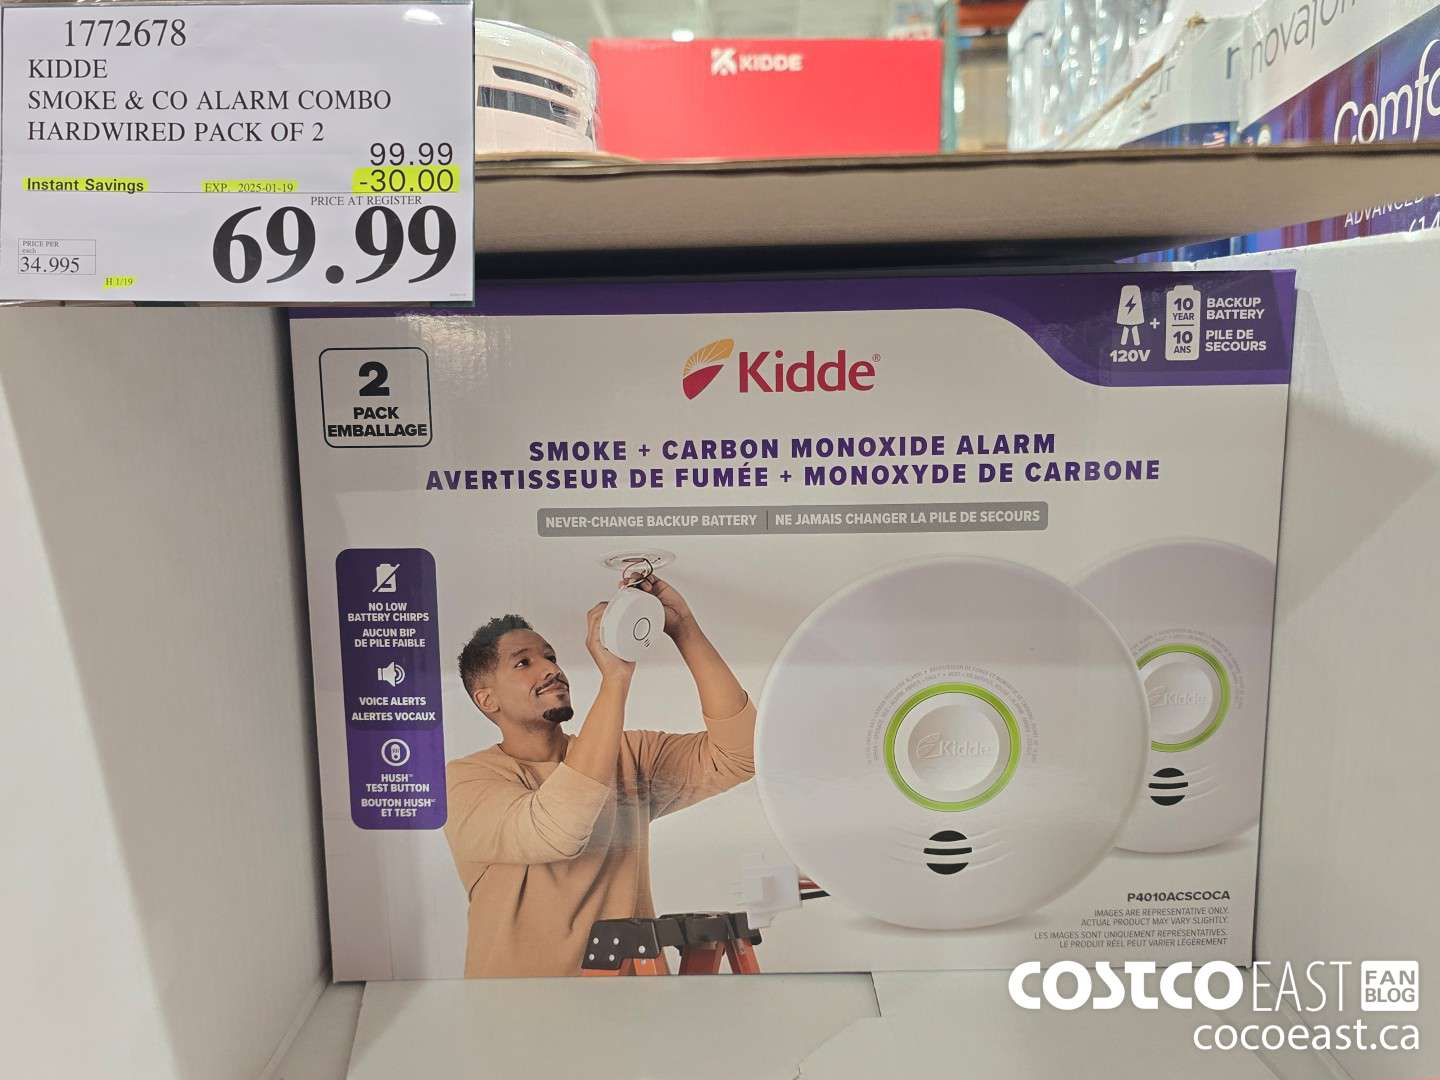 1772678
KIDDE
SMOKE & CO ALARM COMBO
HARDWIRED PACK OF 2
99.99
Instant Savings EXP. 2025-01-19 -30.00
PRICE AT REGISTER
69.99
PRICE PER
each
34.995
H 1/19
KIDDE
novafo
Comfo
ADVANCED
2
PACK
EMBALLAGE
Kidde®
120V
+
10
YEAR
10
ANS
BACKUP
BATTERY
PILE DE
SECOURS
SMOKE + CARBON MONOXIDE ALARM
AVERTISSEUR DE FUMÉE + MONOXYDE DE CARBONE
NEVER-CHANGE BACKUP BATTERY | NE JAMAIS CHANGER LA PILE DE SECOURS
NO LOW
BATTERY CHIRPS
AUCUN BIP
DE PILE FAIBLE
VOICE ALERTS
ALERTES VOCAUX
HUSH™
TEST BUTTON
BOUTON HUSH™
ET TEST
Kidde
Kidde
P4010ACSCOCA
IMAGES ARE REPRESENTATIVE ONLY.
ACTUAL PRODUCT MAY VARY SLIGHTLY.
LES IMAGES SONT UNIQUEMENT REPRÉSENTATIVES.
LE PRODUIT RÉEL PEUT VARIER LÉGÈREMENT
COSTCO EAST FAN
BLOG
cocoeast.ca